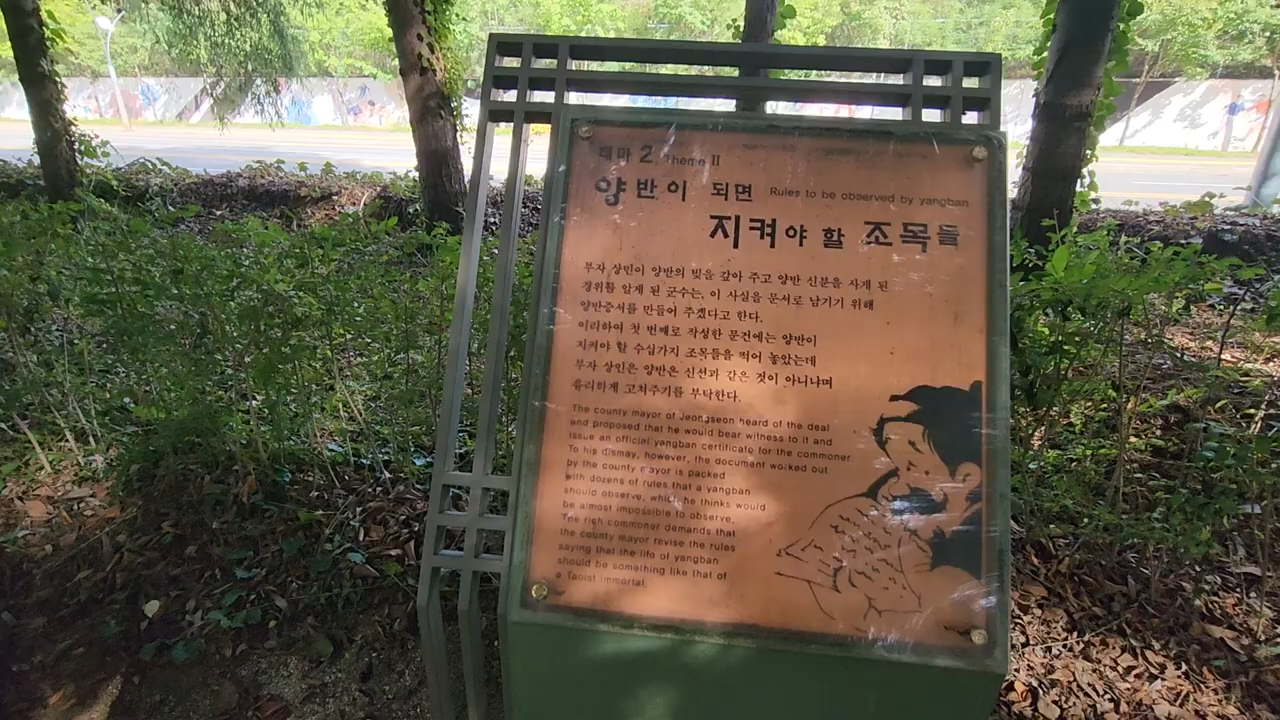 테마 2 Theme II
양반이 되면 Rules to be observed by yangban
지켜야 할 조목들
부자 상민이 양반의 빚을 갚아 주고 양반 신분을 사게 된
경위를 알게 된 군수는, 이 사실을 문서로 남기기 위해
양반증서를 만들어 주겠다고 한다.
이리하여 첫 번째로 작성한 문건에는 양반이
지켜야 할 수십가지 조목들을 적어 놓았는데
부자 상인은 양반은 신선과 같은 것이 아니냐며
유리하게 고쳐주기를 부탁한다.
The county mayor of Jeongseon heard of the deal
and proposed that he would bear witness to it and
issue an official yangban certificate for the commoner.
To his dismay, however, the document worked out
by the county mayor is packed
with dozens of rules that a yangban
should observe, which he thinks would
be almost impossible to observe.
The rich commoner demands that
the county mayor revise the rules
saying that the life of yangban
should be something like that of
a Taoist immortal.